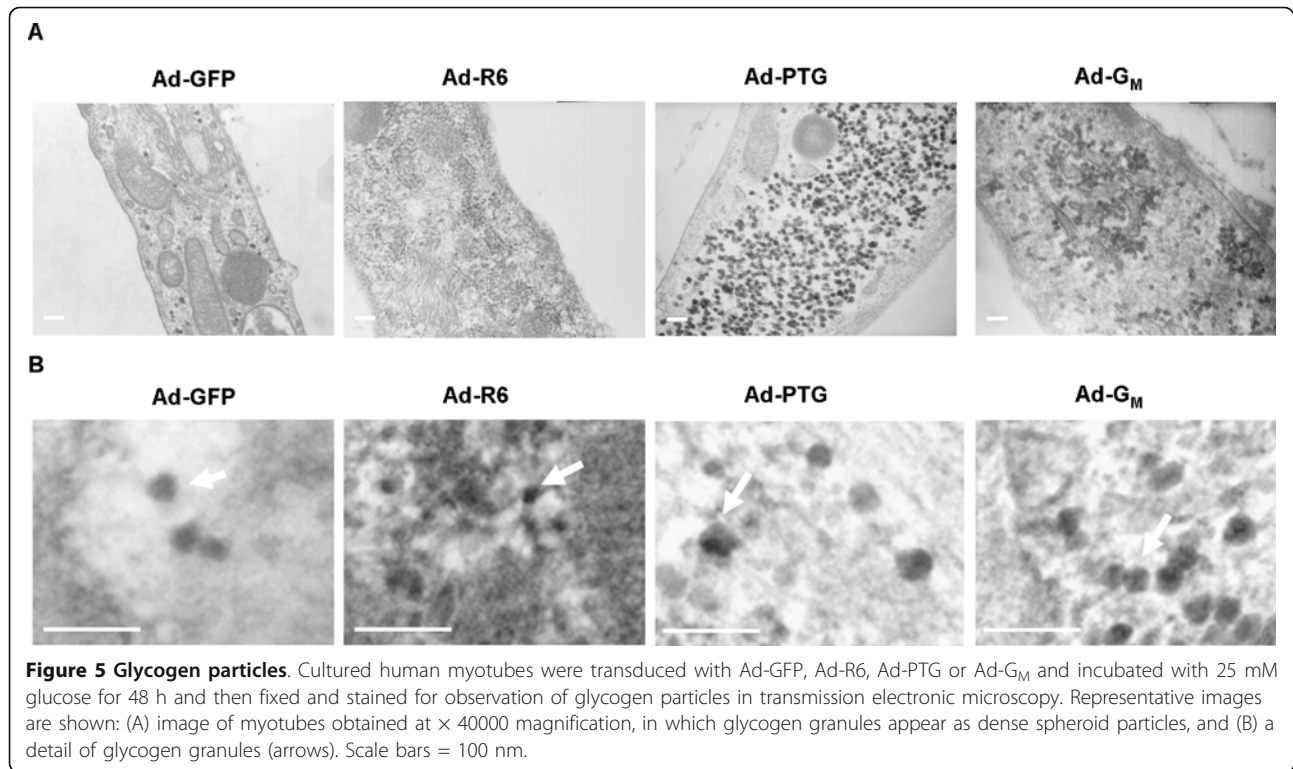 A
Ad-GFP Ad-R6 Ad-PTG Ad-GM
B
Ad-GFP Ad-R6 Ad-PTG Ad-GM
Figure 5 Glycogen particles. Cultured human myotubes were transduced with Ad-GFP, Ad-R6, Ad-PTG or Ad-GM and incubated with 25 mM
glucose for 48 h and then fixed and stained for observation of glycogen particles in transmission electronic microscopy. Representative images
are shown: (A) image of myotubes obtained at × 40000 magnification, in which glycogen granules appear as dense spheroid particles, and (B) a
detail of glycogen granules (arrows). Scale bars = 100 nm.